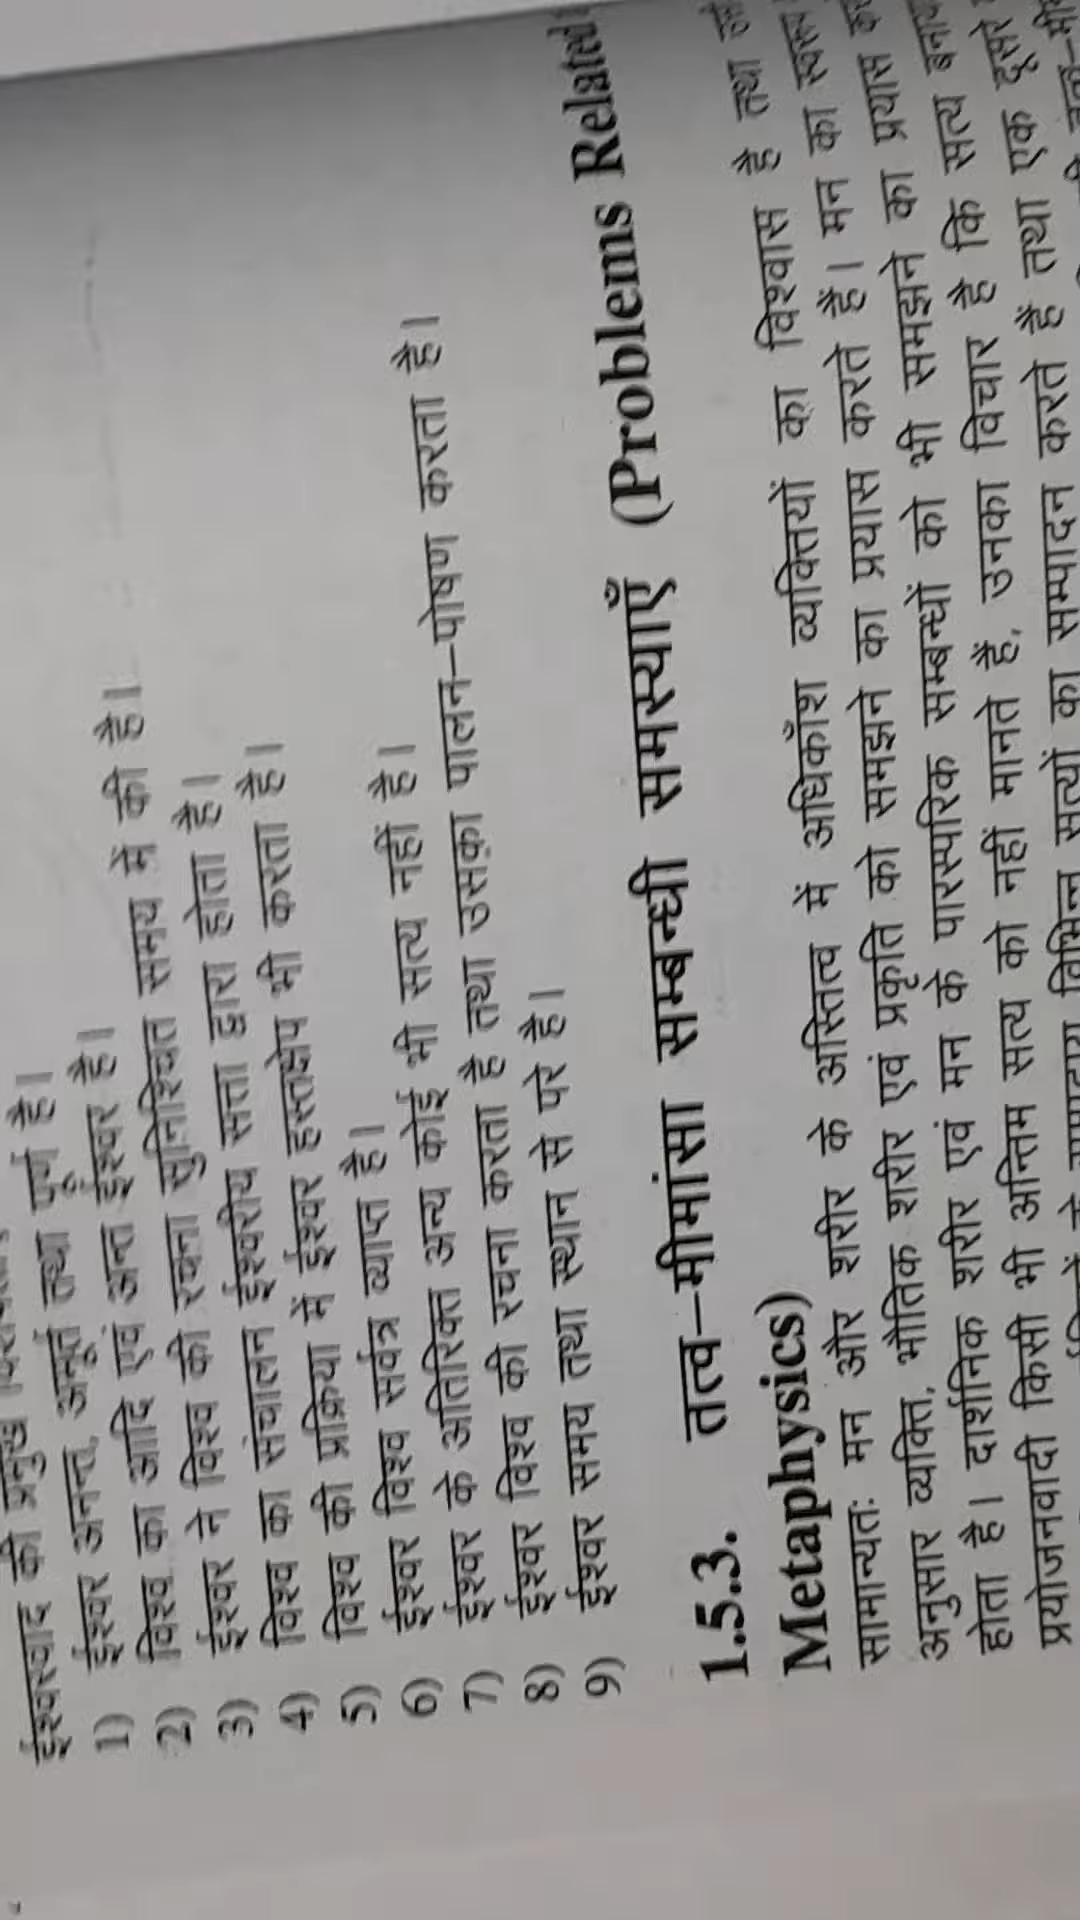 ईश्वरवाद की प्रमुख
1) ईश्वर अनन्त, अमूर्त तथा पूर्ण है।
2) विश्व का आदि एवं अन्त ईश्वर है।
3) ईश्वर ने विश्व की रचना सुनिश्चित समय में की है।
4) विश्व का संचालन ईश्वरीय सत्ता द्वारा होता है।
5) विश्व की प्रक्रिया में ईश्वर हस्तक्षेप भी करता है।
6) ईश्वर विश्व सर्वत्र व्याप्त है।
7) ईश्वर के अतिरिक्त अन्य कोई भी सत्य नहीं है।
8) ईश्वर विश्व की रचना करता है तथा उसका पालन–पोषण करता है।
9) ईश्वर समय तथा स्थान से परे है।
1.5.3. तत्व–मीमांसा सम्बन्धी समस्याएँ (Problems Related
Metaphysics)
सामान्यतः मन और शरीर के अस्तित्व में अधिकाँश व्यक्तियों का विश्वास है तथा
अनुसार व्यक्ति, भौतिक शरीर एवं प्रकृति को समझने का प्रयास करते हैं। मन का
होता है। दार्शनिक शरीर एवं मन के पारस्परिक सम्बन्धों को भी समझने का प्रयास
प्रयोजनवादी किसी भी अन्तिम सत्य को नहीं मानते हैं, उनका विचार है कि सत्य
विभिन्न सत्यों का सम्पादन करते हैं तथा एक दूसरे